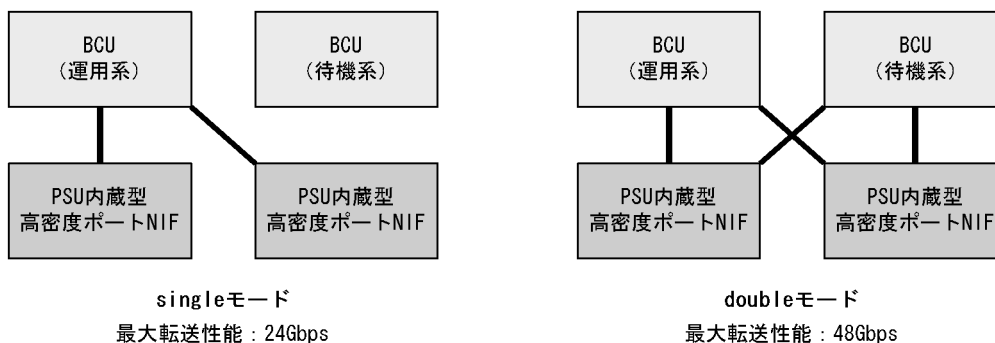 BCU
（運用系）
BCU
（待機系）
PSU内蔵型
高密度ポートNIF
PSU内蔵型
高密度ポートNIF
singleモード
最大転送性能：24Gbps
BCU
（運用系）
BCU
（待機系）
PSU内蔵型
高密度ポートNIF
PSU内蔵型
高密度ポートNIF
doubleモード
最大転送性能：48Gbps